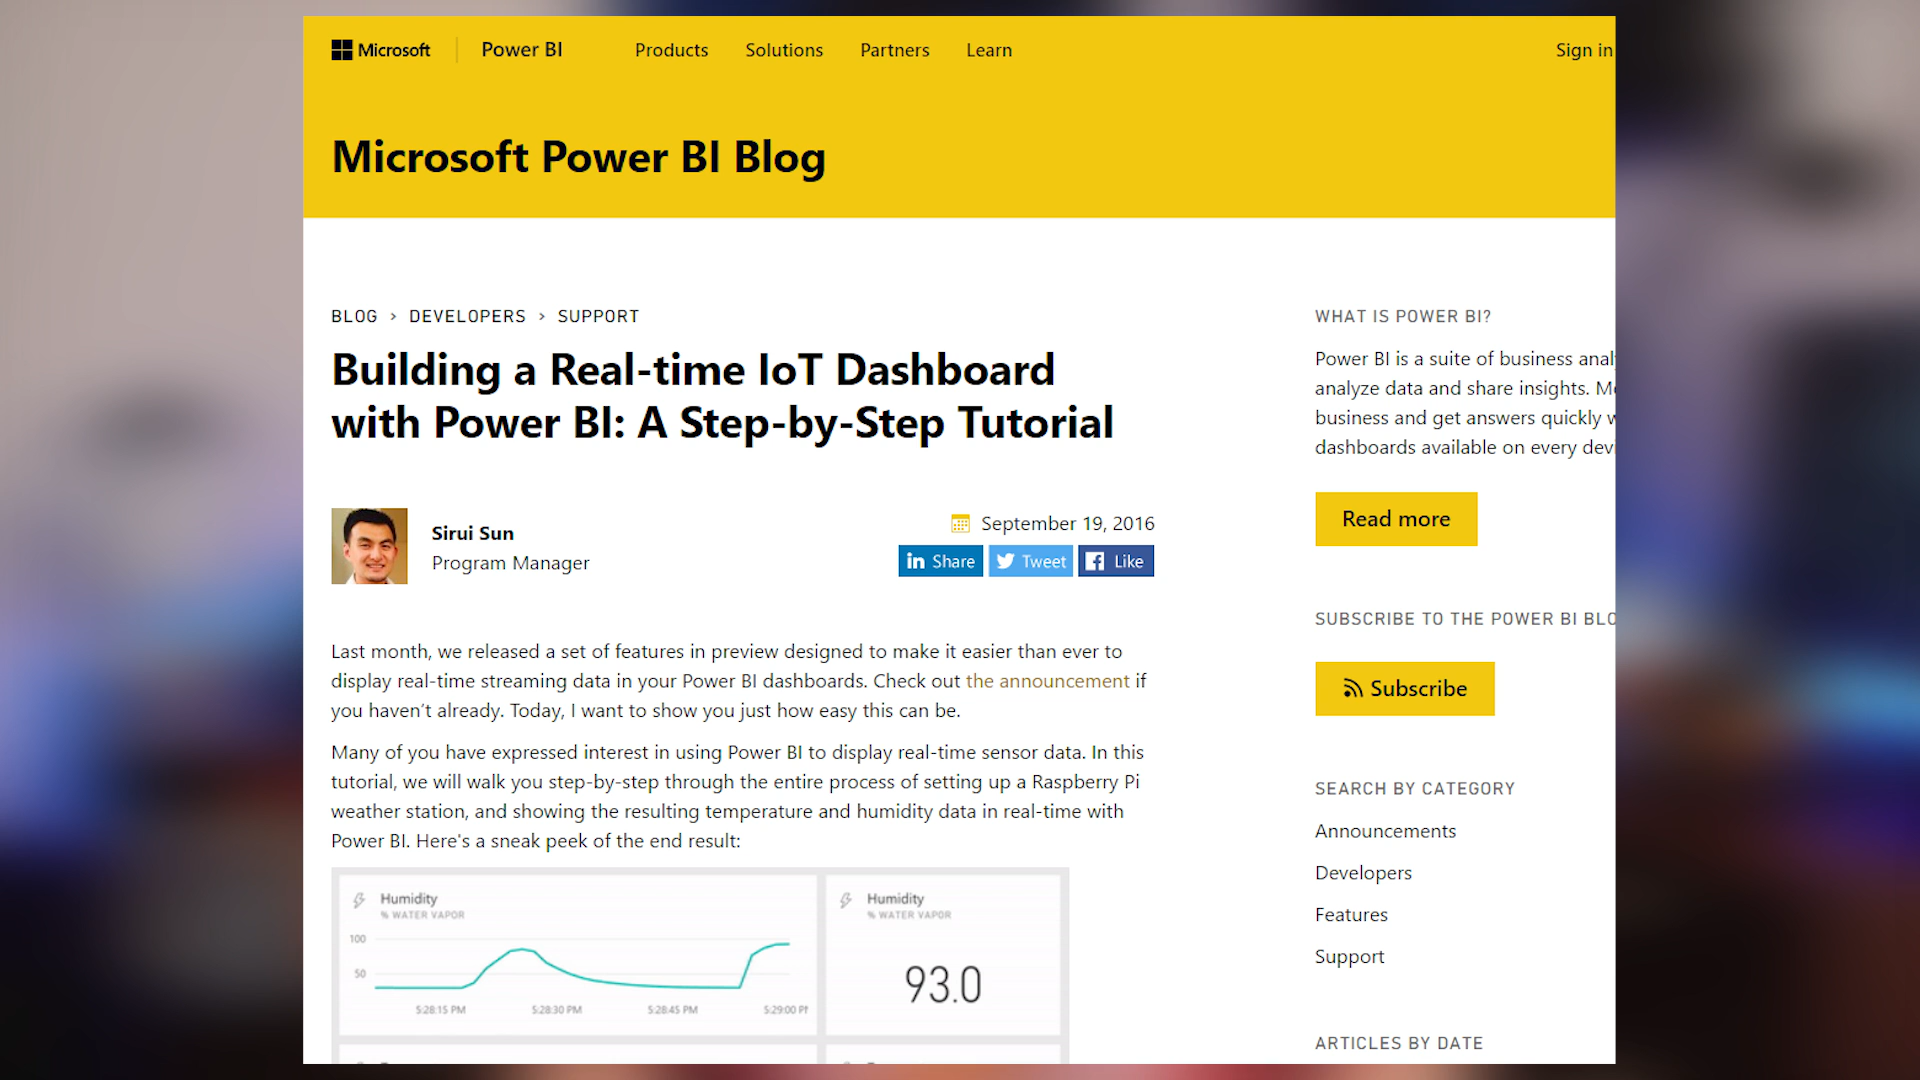 Microsoft Power BI Products Solutions Partners Learn Sign in
Microsoft Power BI Blog
BLOG > DEVELOPERS > SUPPORT
Building a Real-time IoT Dashboard
with Power BI: A Step-by-Step Tutorial
Sirui Sun
Program Manager
September 19, 2016
in Share Tweet Like
Last month, we released a set of features in preview designed to make it easier than ever to
display real-time streaming data in your Power BI dashboards. Check out the announcement if
you haven't already. Today, I want to show you just how easy this can be.
Many of you have expressed interest in using Power BI to display real-time sensor data. In this
tutorial, we will walk you step-by-step through the entire process of setting up a Raspberry Pi
weather station, and showing the resulting temperature and humidity data in real-time with
Power BI. Here's a sneak peek of the end result:
Humidity
% WATER VAPOR
100
50
5:28:15 PM 5:28:30 PM 5:28:45 PM 5:29:00
Humidity
% WATER VAPOR
93.0
WHAT IS POWER BI?
Power BI is a suite of business
analyze data and share insights.
business and get answers quickly
dashboards available on every
Read more
SUBSCRIBE TO THE POWER BI
Subscribe
SEARCH BY CATEGORY
Announcements
Developers
Features
Support
ARTICLES BY DATE